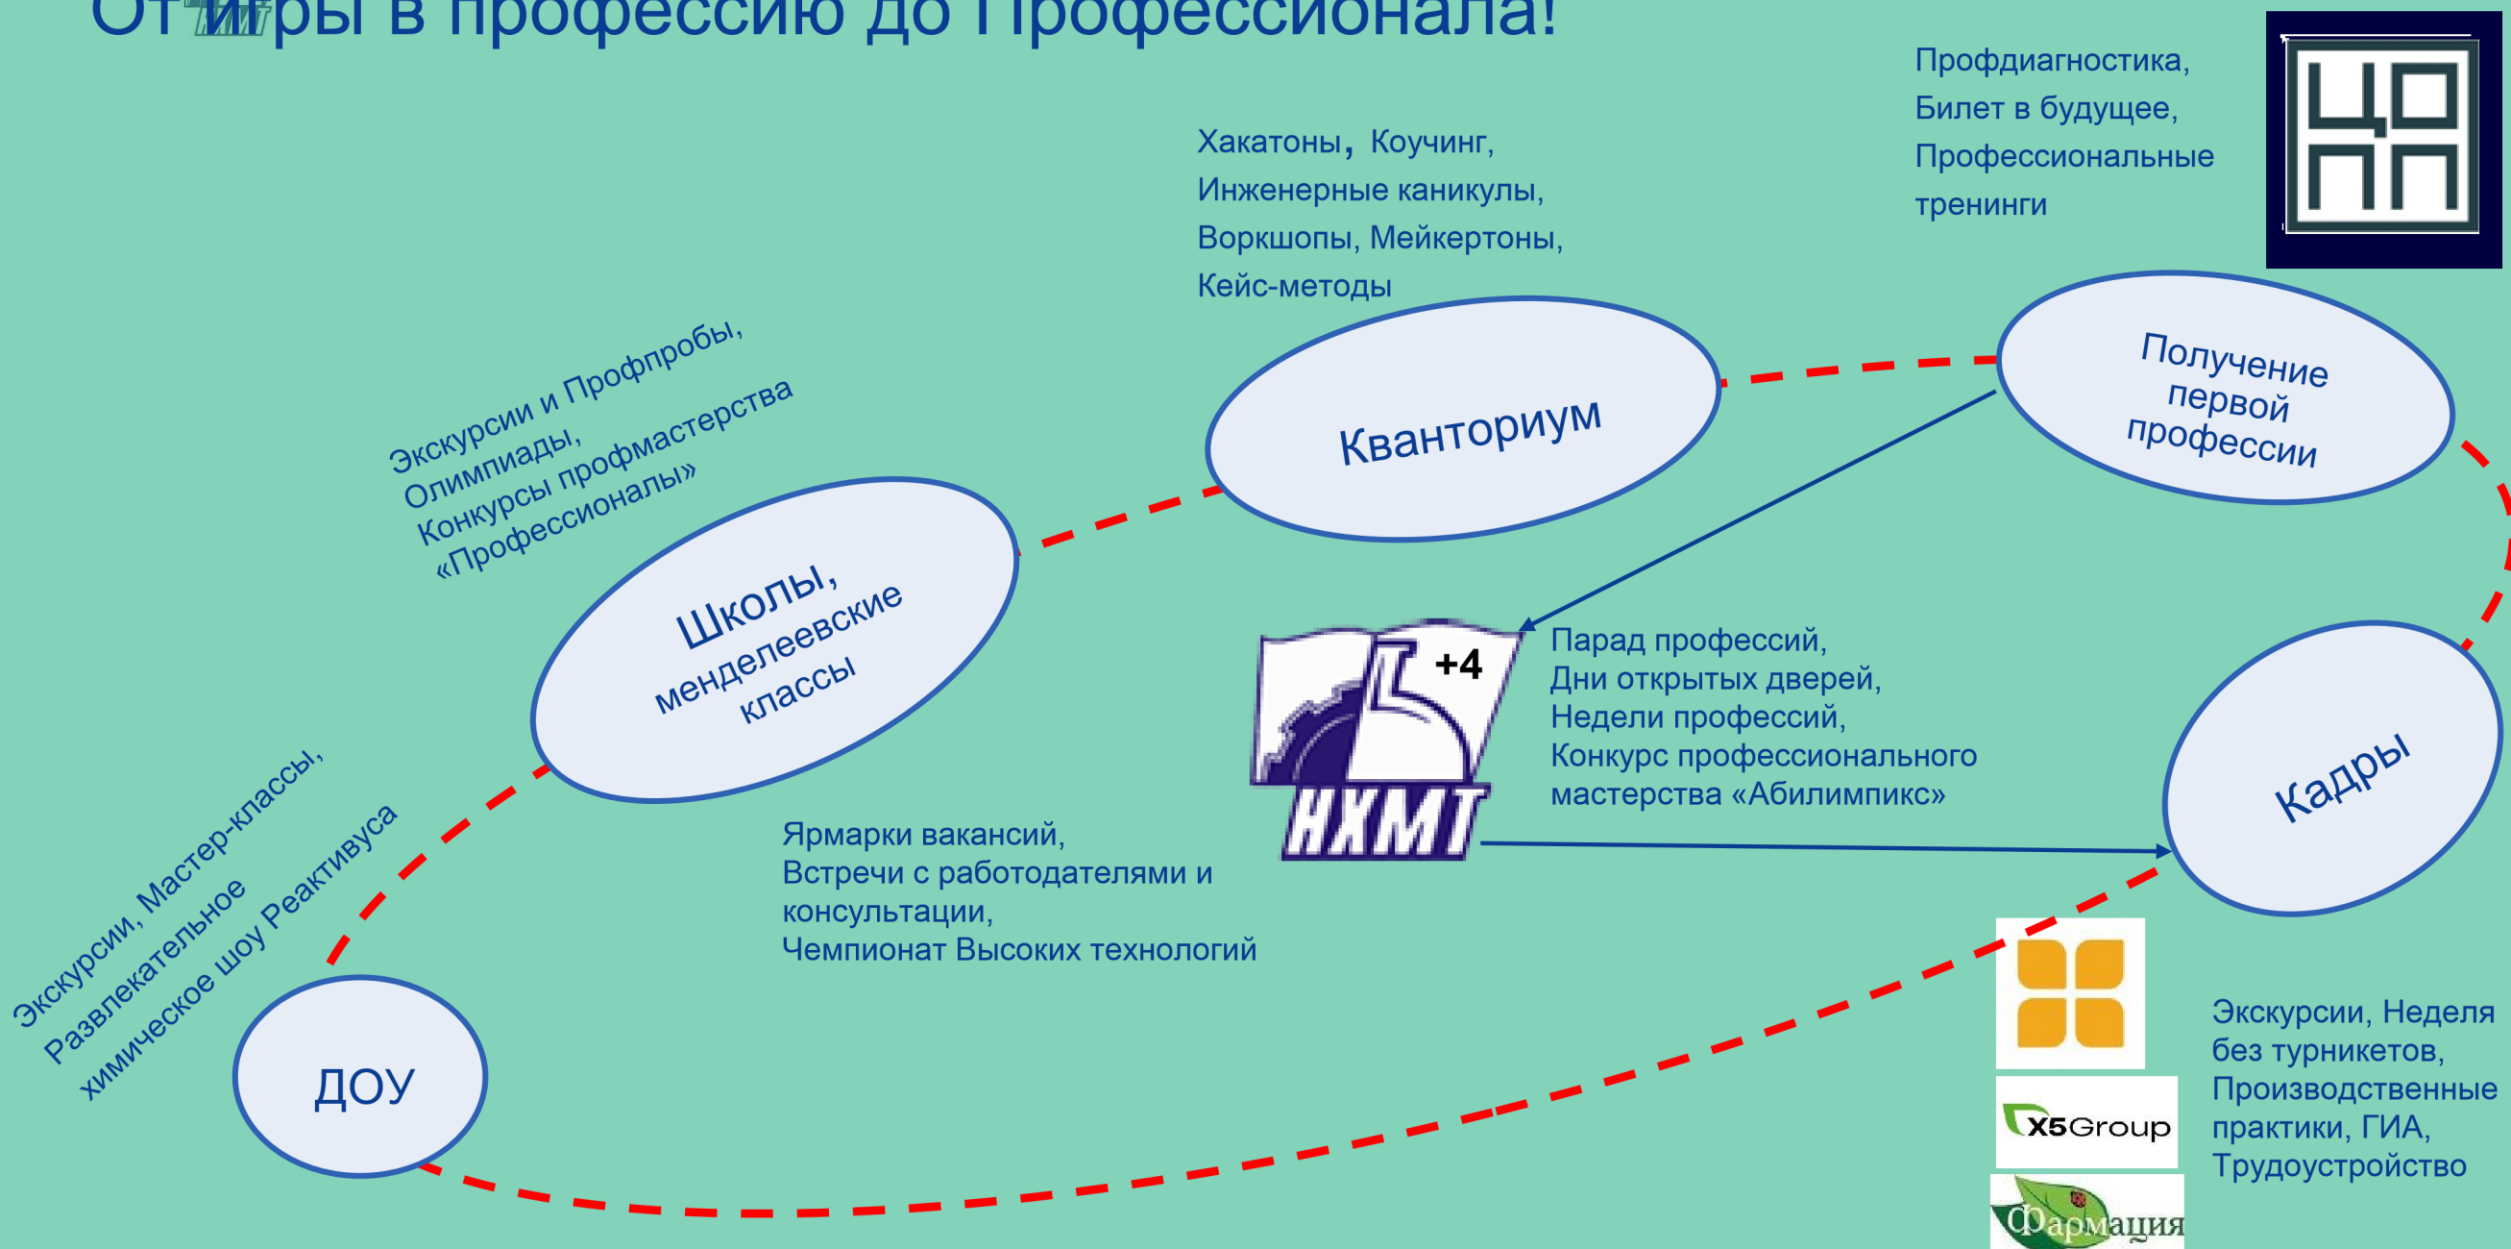 От игры в профессию до Профессионала!
НХМТ
Профдиагностика,
Билет в будущее,
Профессиональные
тренинги
ЦО
ПП
Хакатоны, Коучинг,
Инженерные каникулы,
Воркшопы, Мейкертоны,
Кейс-методы
Получение
первой
профессии
Кванториум
Экскурсии и Профпробы,
Олимпиады,
Конкурсы профмастерства
«Профессионалы»
Школы,
менделеевские
классы
+4
НХМТ
Парад профессий,
Дни открытых дверей,
Недели профессий,
Конкурс профессионального
мастерства «Абилимпикс»
Кадры
Ярмарки вакансий,
Встречи с работодателями и
консультации,
Чемпионат Высоких технологий
Экскурсии, Мастер-классы,
Развлекательное
химическое шоу Реактивуса
ДОУ
X5Group
Фармация
Экскурсии, Неделя
без турникетов,
Производственные
практики, ГИА,
Трудоустройство